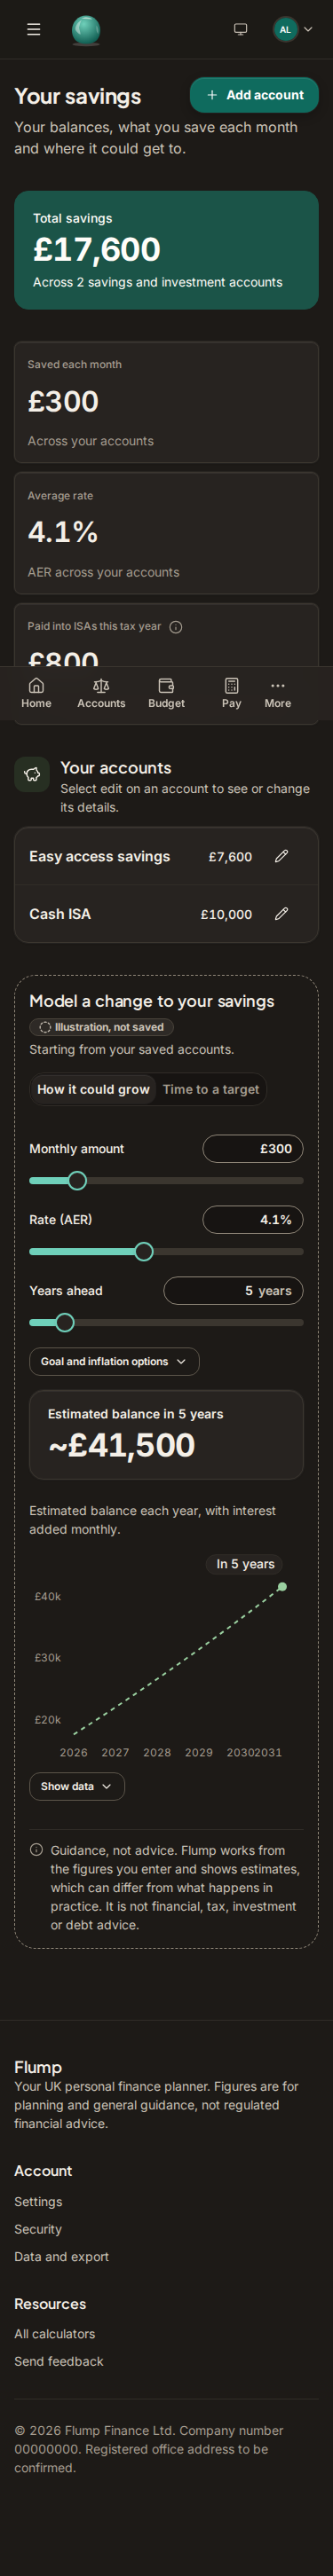 AL
Your savings
+ Add account
Your balances, what you save each month
and where it could get to.
Total savings
£17,600
Across 2 savings and investment accounts
Saved each month
£300
Across your accounts
Average rate
4.1%
AER across your accounts
Paid into ISAs this tax year
£800
Home
Accounts
Budget
Pay
More
Your accounts
Select edit on an account to see or change
its details.
Easy access savings £7,600
Cash ISA £10,000
Model a change to your savings
Illustration, not saved
Starting from your saved accounts.
How it could grow Time to a target
Monthly amount £300
Rate (AER) 4.1%
Years ahead 5 years
Goal and inflation options
Estimated balance in 5 years
~£41,500
Estimated balance each year, with interest
added monthly.
In 5 years
£40k
£30k
£20k
2026 2027 2028 2029 2030 2031
Show data
Guidance, not advice. Flump works from
the figures you enter and shows estimates,
which can differ from what happens in
practice. It is not financial, tax, investment
or debt advice.
Flump
Your UK personal finance planner. Figures are for
planning and general guidance, not regulated
financial advice.
Account
Settings
Security
Data and export
Resources
All calculators
Send feedback
© 2026 Flump Finance Ltd. Company number
00000000. Registered office address to be
confirmed.